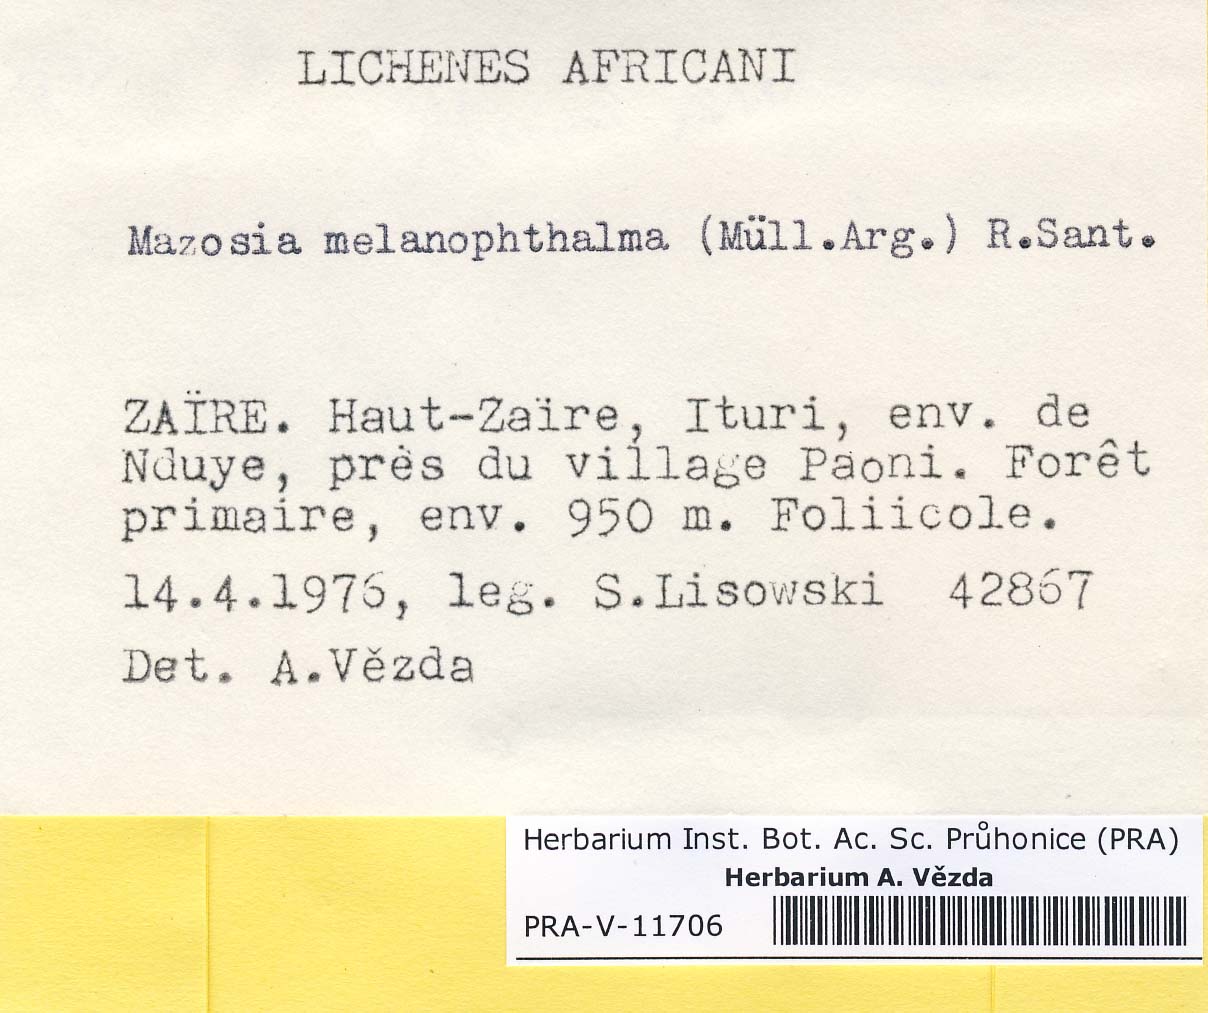 LICHENES AFRICANI
Mazosia melanophthalma (Müll.Arg.) R.Sant.
ZAÏRE. Haut-Zaïre, Ituri, env. de
Nduye, près du village Paoni. Forêt
primaire, env. 950 m. Foliicole.
14.4.1976, leg. S.Lisowski 42867
Det. A.Vězda
Herbarium Inst. Bot. Ac. Sc. Průhonice (PRA)
Herbarium A. Vězda
PRA-V-11706